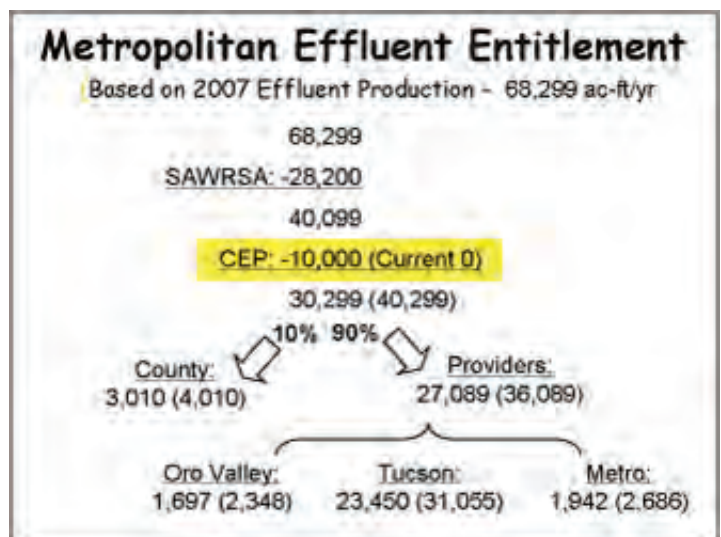 Metropolitan Effluent Entitlement
Based on 2007 Effluent Production - 68,299 ac-ft/yr
68,299
SAWRSA: -28,200
40,099
CEP: -10,000 (Current 0)
30,299 (40,299)
10% 90%
County: Providers:
3,010 (4,010) 27,089 (36,089)
Oro Valley: Tucson: Metro:
1,697 (2,348) 23,450 (31,055) 1,942 (2,686)